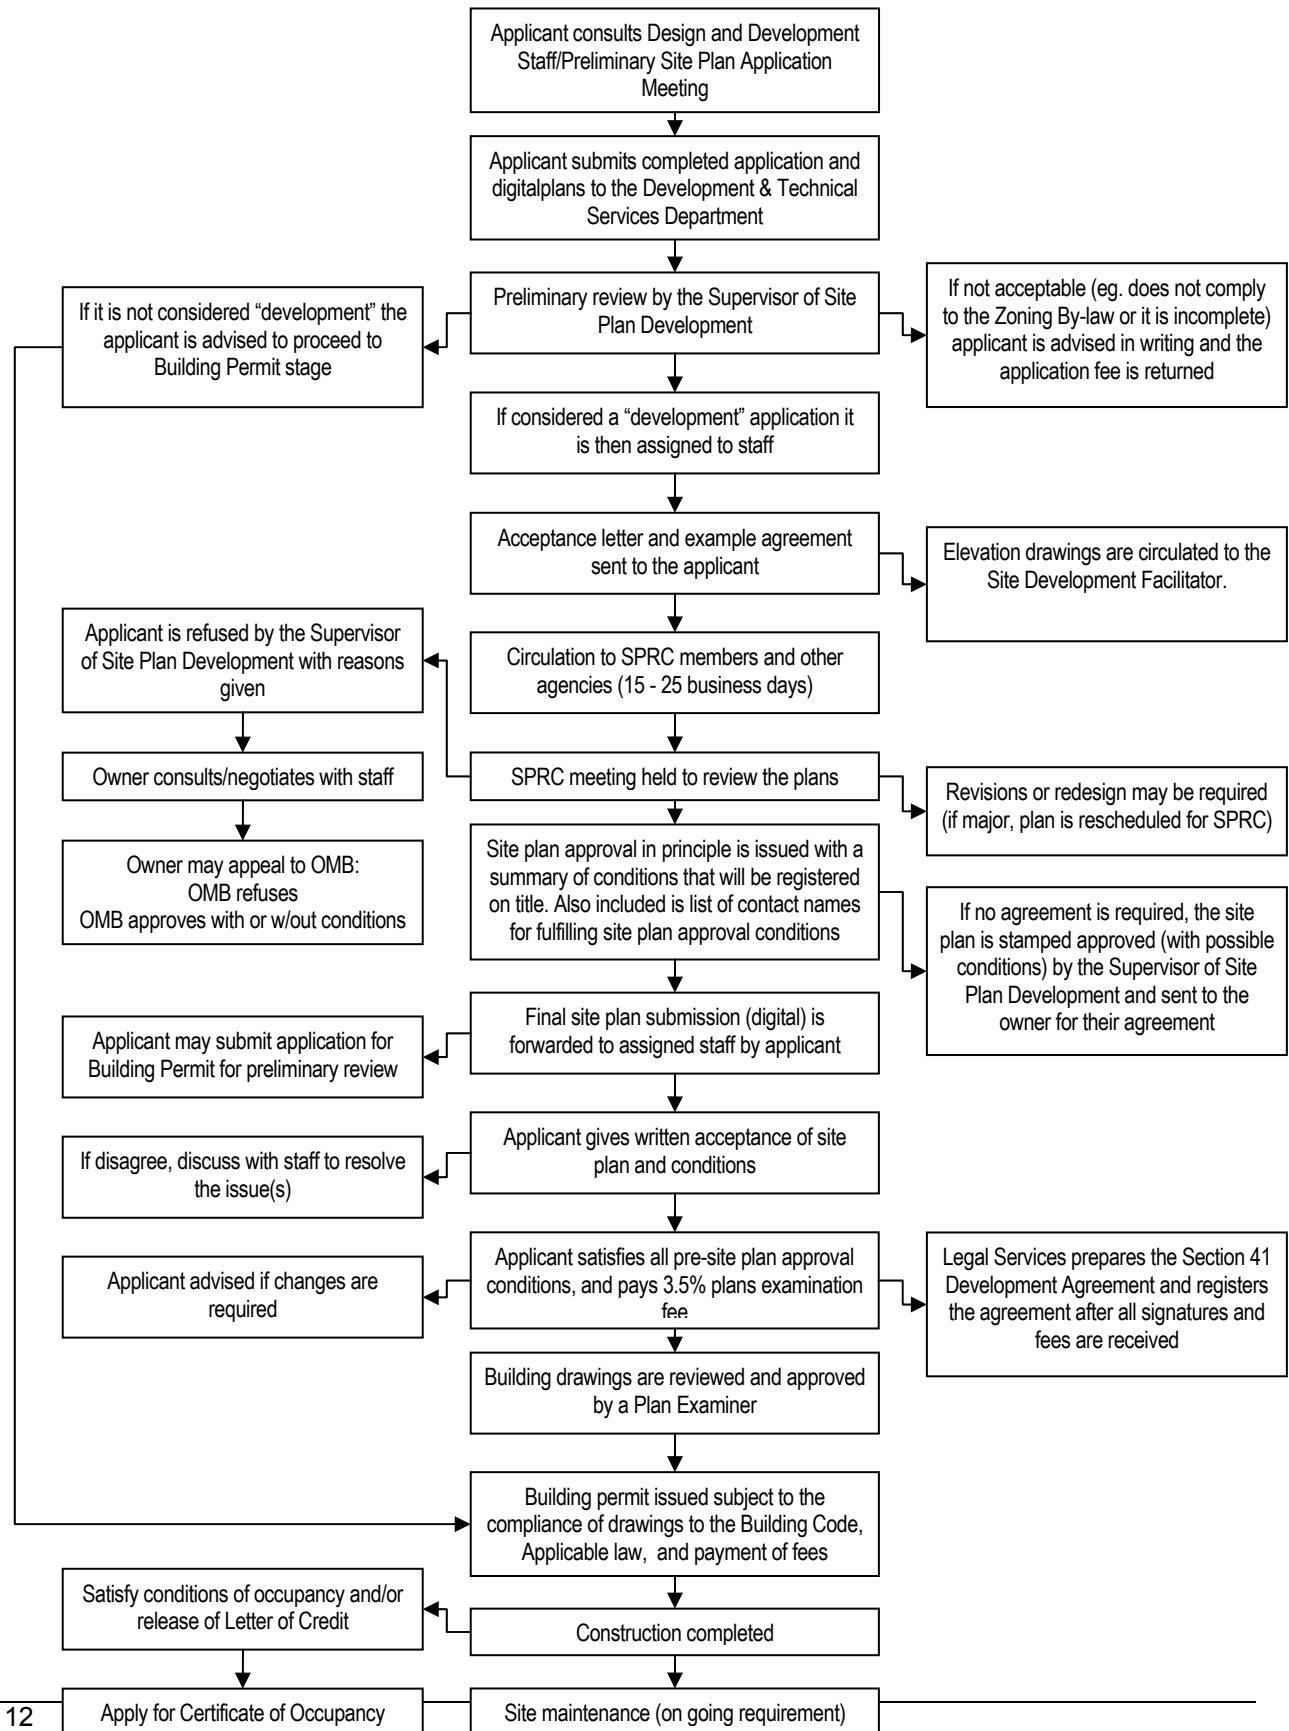 Applicant consults Design and Development
Staff/Preliminary Site Plan Application
Meeting
Applicant submits completed application and
digitalplans to the Development & Technical
Services Department
If it is not considered “development” the
applicant is advised to proceed to
Building Permit stage
Preliminary review by the Supervisor of Site
Plan Development
If not acceptable (eg. does not comply
to the Zoning By-law or it is incomplete)
applicant is advised in writing and the
application fee is returned
If considered a “development” application it
is then assigned to staff
Acceptance letter and example agreement
sent to the applicant
Elevation drawings are circulated to the
Site Development Facilitator.
Applicant is refused by the Supervisor
of Site Plan Development with reasons
given
Circulation to SPRC members and other
agencies (15 - 25 business days)
Owner consults/negotiates with staff
SPRC meeting held to review the plans
Revisions or redesign may be required
(if major, plan is rescheduled for SPRC)
Owner may appeal to OMB:
OMB refuses
OMB approves with or w/out conditions
Site plan approval in principle is issued with a
summary of conditions that will be registered
on title. Also included is list of contact names
for fulfilling site plan approval conditions
If no agreement is required, the site
plan is stamped approved (with possible
conditions) by the Supervisor of Site
Plan Development and sent to the
owner for their agreement
Applicant may submit application for
Building Permit for preliminary review
Final site plan submission (digital) is
forwarded to assigned staff by applicant
If disagree, discuss with staff to resolve
the issue(s)
Applicant gives written acceptance of site
plan and conditions
Applicant advised if changes are
required
Applicant satisfies all pre-site plan approval
conditions, and pays 3.5% plans examination
fee
Legal Services prepares the Section 41
Development Agreement and registers
the agreement after all signatures and
fees are received
Building drawings are reviewed and approved
by a Plan Examiner
Building permit issued subject to the
compliance of drawings to the Building Code,
Applicable law, and payment of fees
Satisfy conditions of occupancy and/or
release of Letter of Credit
Construction completed
Apply for Certificate of Occupancy
Site maintenance (on going requirement)
12